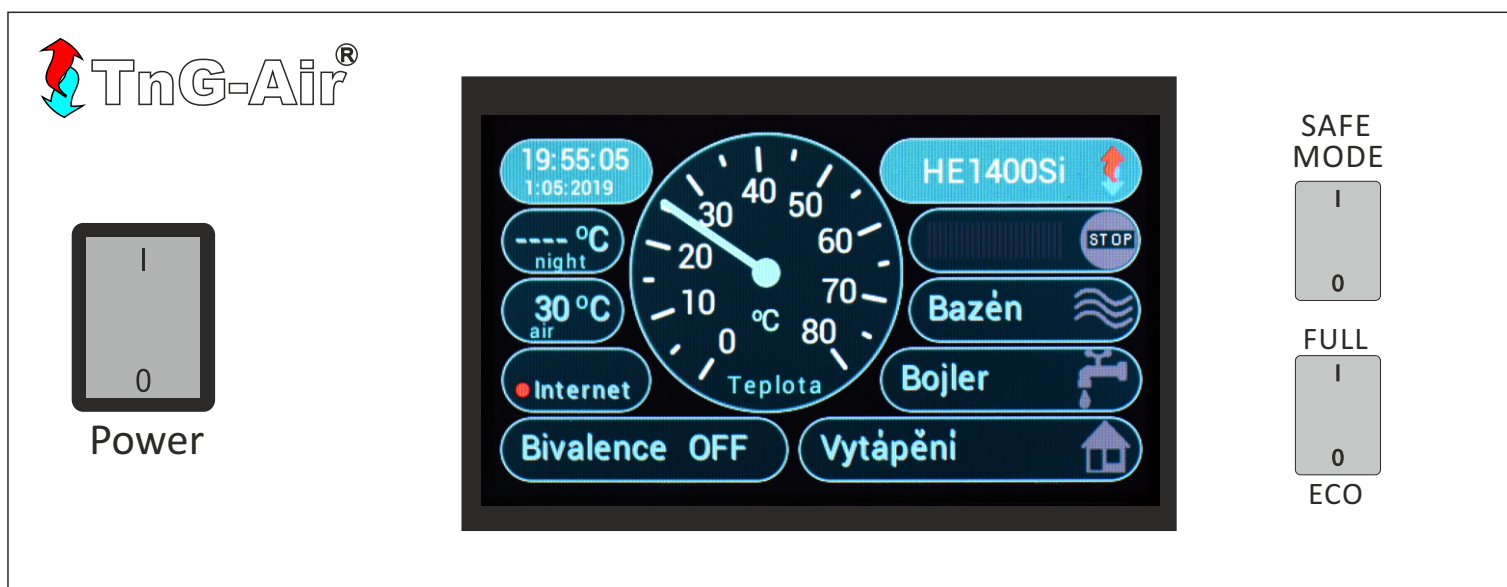 TnG-Air®
I
0
Power
19:55:05
1:05:2019
---- °C
night
30 °C
air
Internet
Bivalence OFF
0
10
20
30
40
50
60
70
80
°C
Teplota
HE1400Si
STOP
Bazén
Bojler
Vytápění
SAFE
MODE
I
0
FULL
I
0
ECO